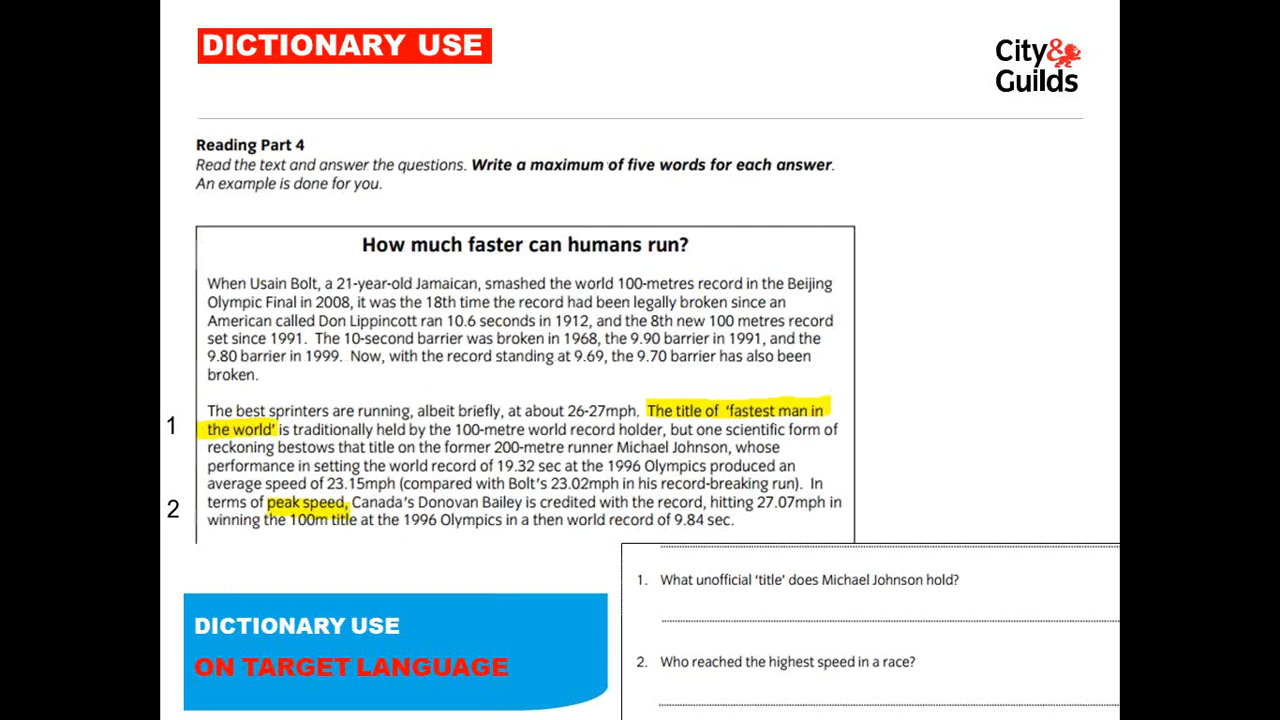 DICTIONARY USE
City&
Guilds
Reading Part 4
Read the text and answer the questions. Write a maximum of five words for each answer.
An example is done for you.
How much faster can humans run?
When Usain Bolt, a 21-year-old Jamaican, smashed the world 100-metres record in the Beijing
Olympic Final in 2008, it was the 18th time the record had been legally broken since an
American called Don Lippincott ran 10.6 seconds in 1912, and the 8th new 100 metres record
set since 1991. The 10-second barrier was broken in 1968, the 9.90 barrier in 1991, and the
9.80 barrier in 1999. Now, with the record standing at 9.69, the 9.70 barrier has also been
broken.
The best sprinters are running, albeit briefly, at about 26-27mph. The title of 'fastest man in
1 the world' is traditionally held by the 100-metre world record holder, but one scientific form of
reckoning bestows that title on the former 200-metre runner Michael Johnson, whose
performance in setting the world record of 19.32 sec at the 1996 Olympics produced an
average speed of 23.15mph (compared with Bolt's 23.02mph in his record-breaking run). In
2 terms of peak speed, Canada's Donovan Bailey is credited with the record, hitting 27.07mph in
winning the 100m title at the 1996 Olympics in a then world record of 9.84 sec.
1. What unofficial 'title' does Michael Johnson hold?
2. Who reached the highest speed in a race?
DICTIONARY USE
ON TARGET LANGUAGE